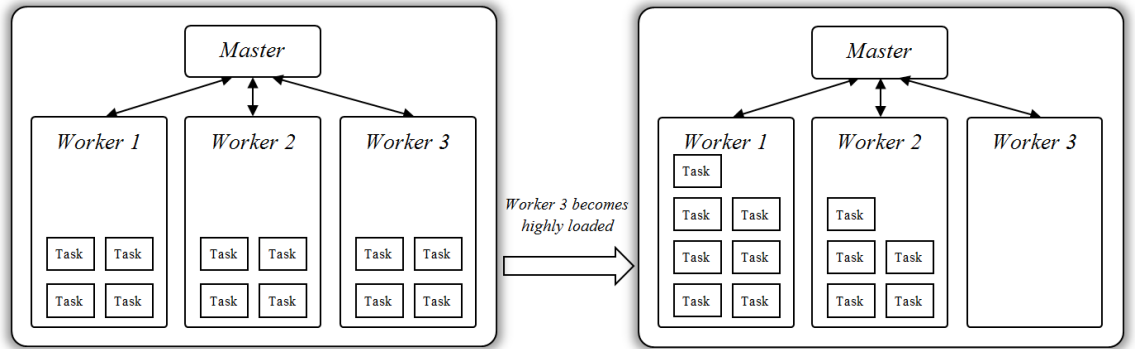 Master
Worker 1
Worker 2
Worker 3
Task Task Task Task Task Task
Task Task Task Task Task Task
Worker 3 becomes
highly loaded
Master
Worker 1
Worker 2
Worker 3
Task
Task Task Task
Task Task Task Task
Task Task Task Task